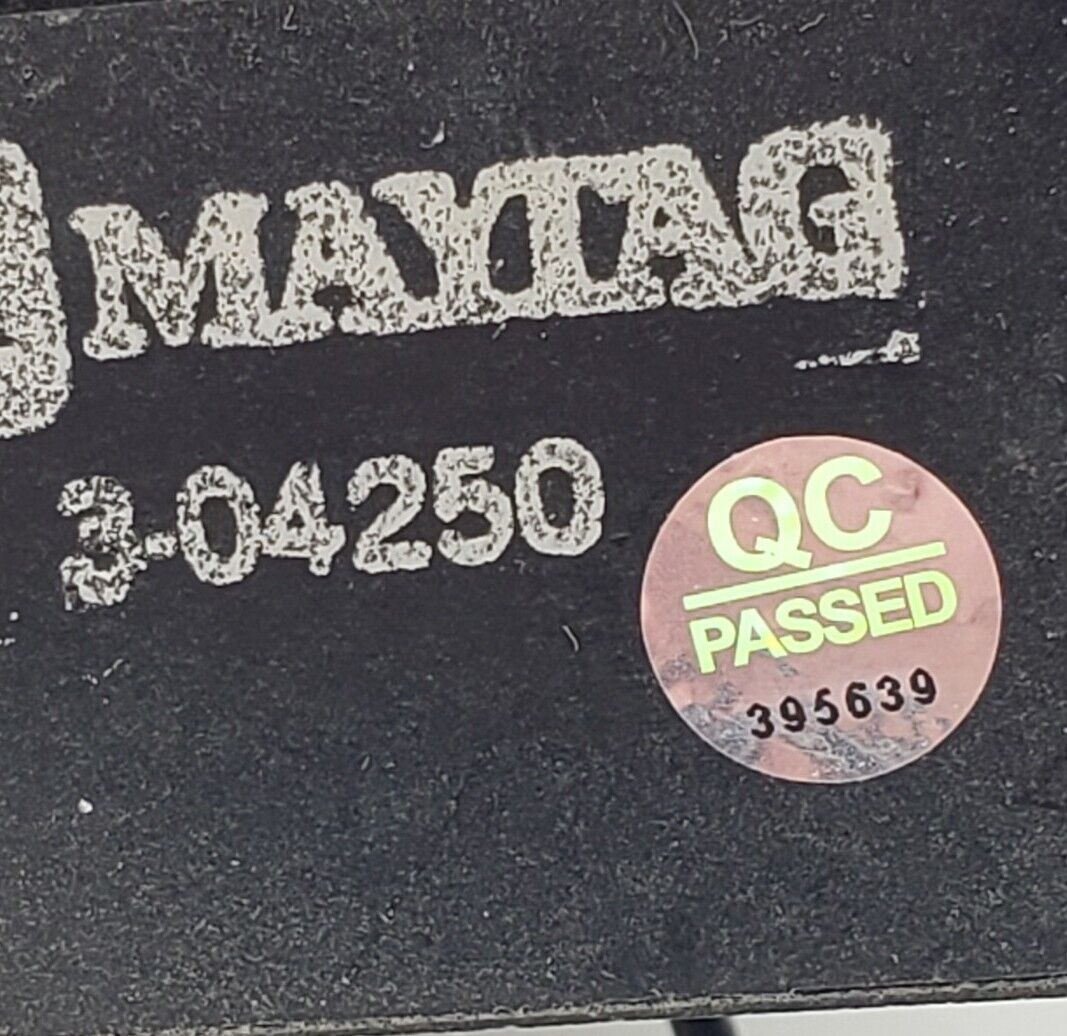 MAYTAG
3-04250
QC
PASSED
395639